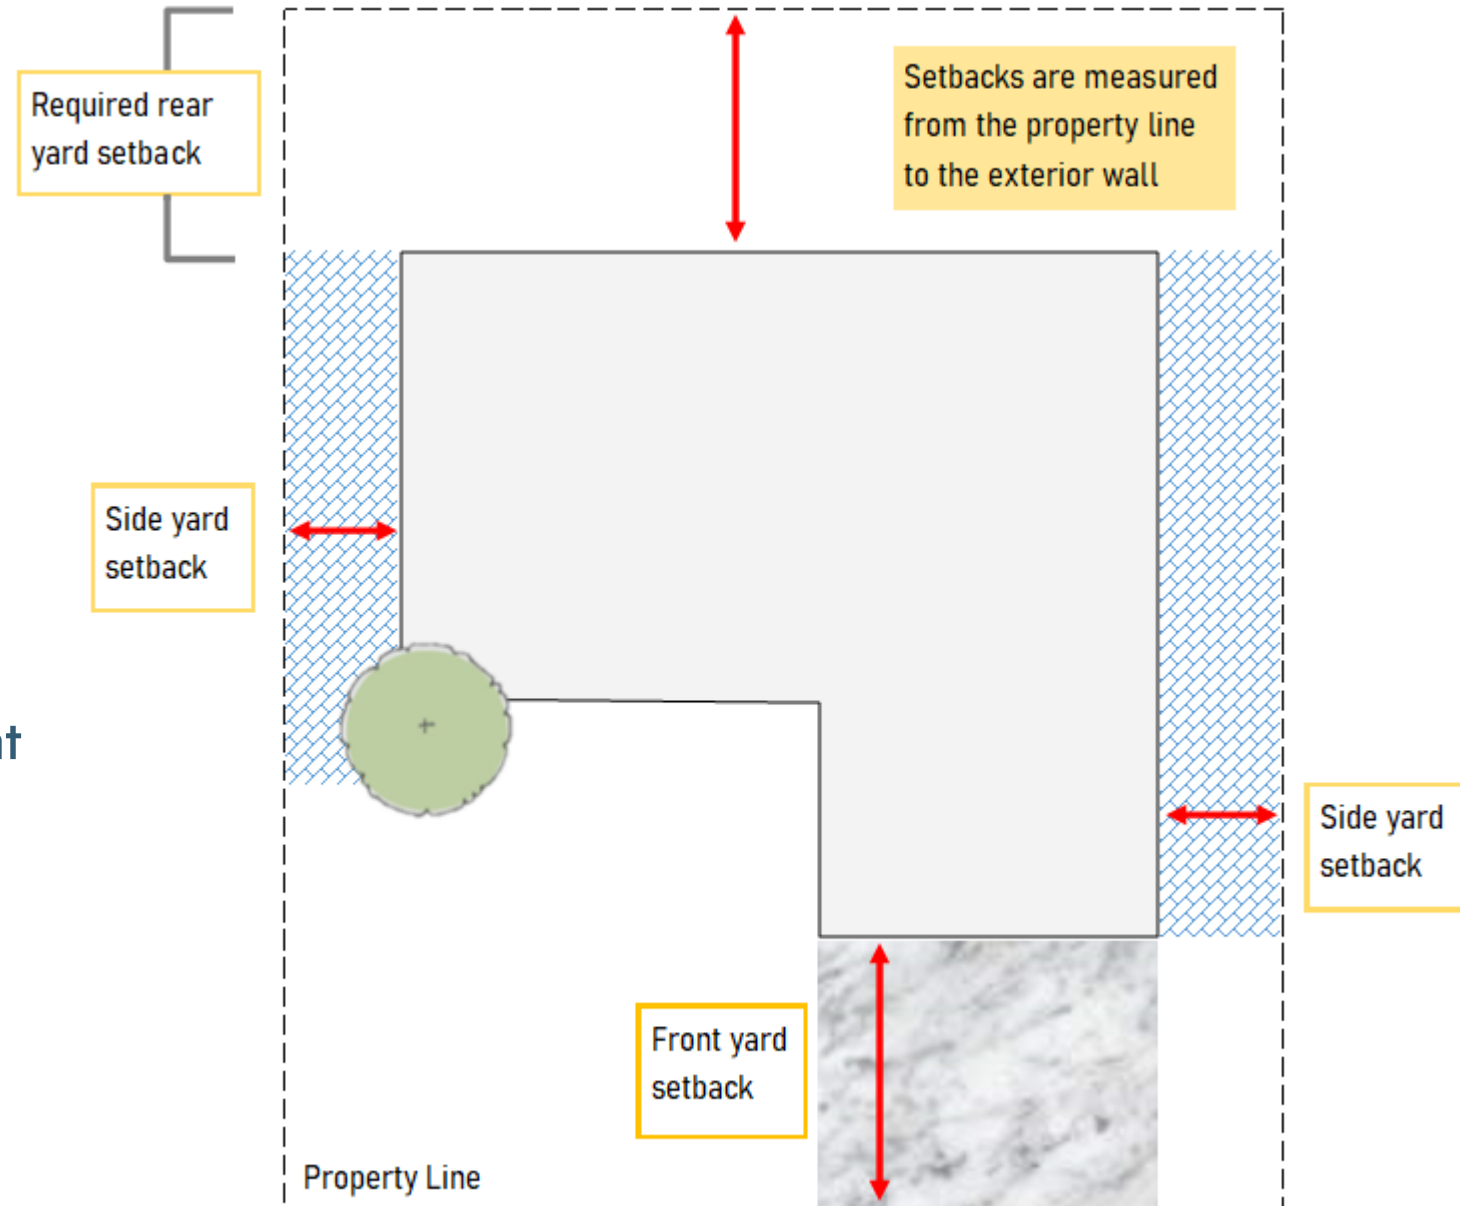 Required rear
yard setback
Setbacks are measured
from the property line
to the exterior wall
Side yard
setback
Side yard
setback
Front yard
setback
Property Line